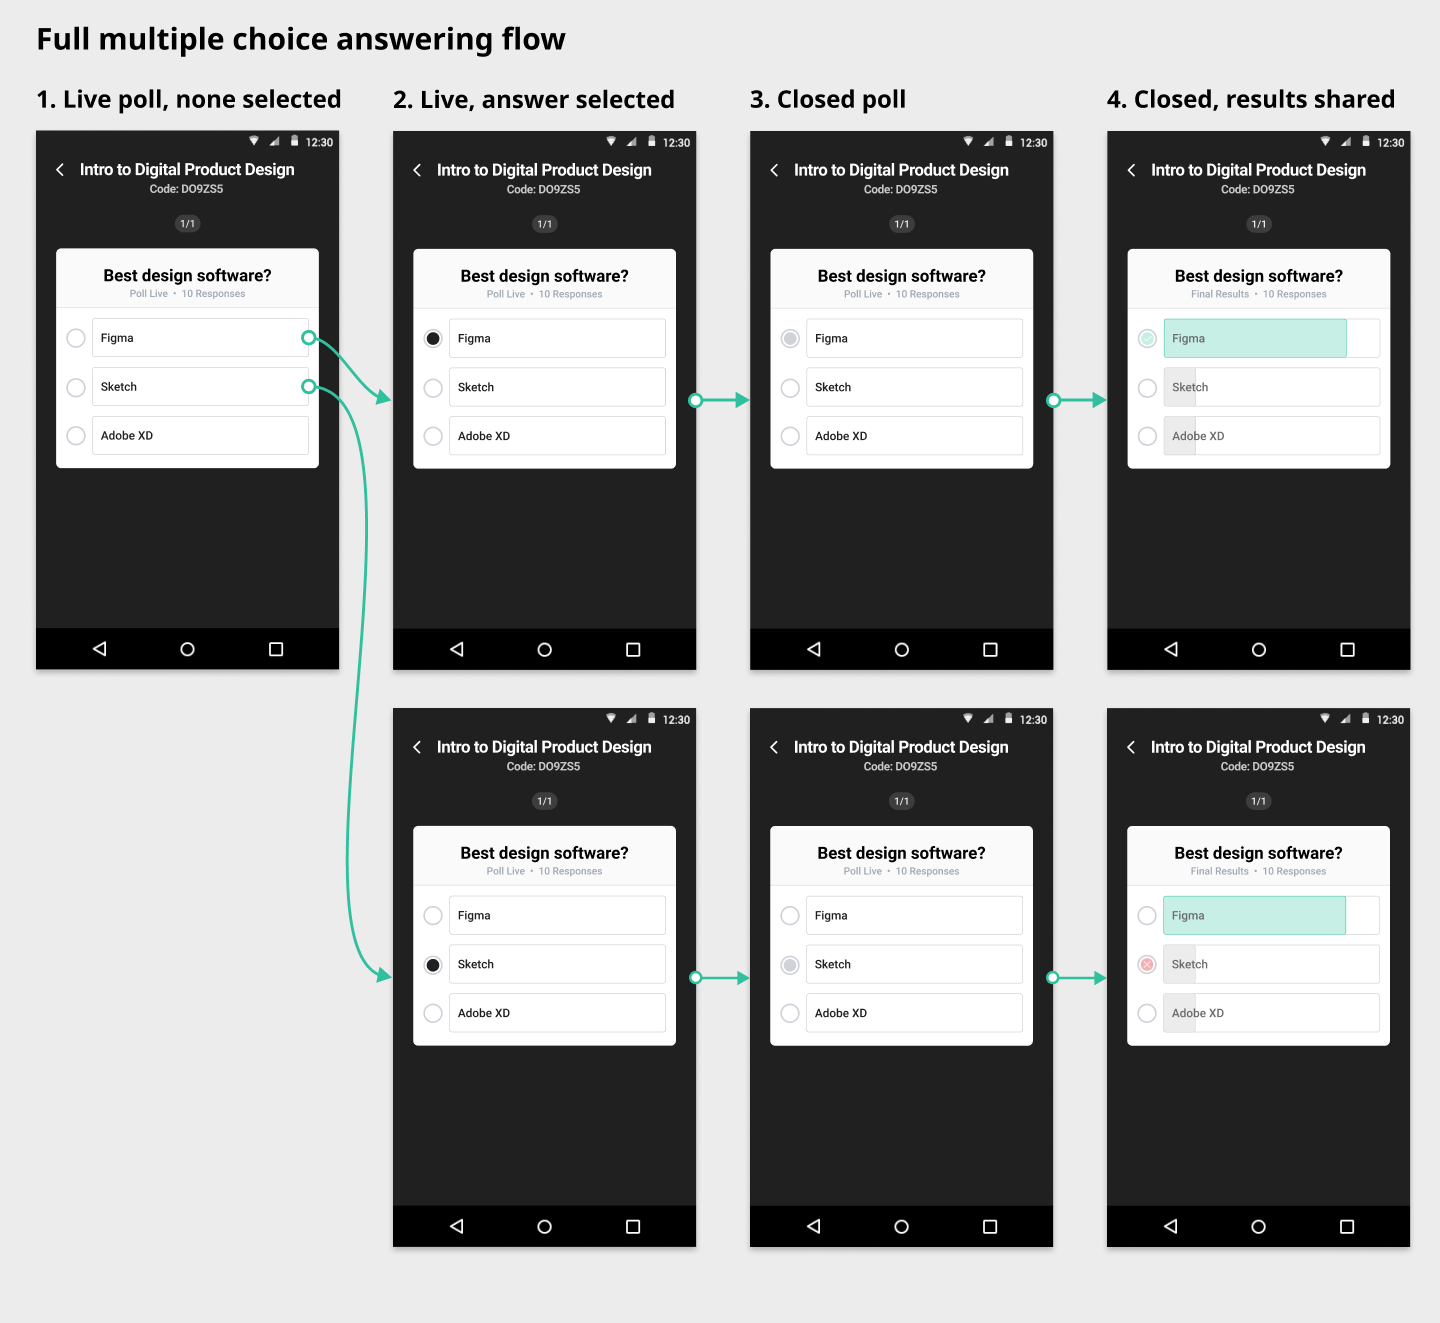 Full multiple choice answering flow
1. Live poll, none selected
2. Live, answer selected
3. Closed poll
4. Closed, results shared
12:30
Intro to Digital Product Design
Code: DO9ZS5
1/1
Best design software?
Poll Live • 10 Responses
Figma
Sketch
Adobe XD
12:30
Intro to Digital Product Design
Code: DO9ZS5
1/1
Best design software?
Poll Live • 10 Responses
Figma
Sketch
Adobe XD
12:30
Intro to Digital Product Design
Code: DO9ZS5
1/1
Best design software?
Poll Live • 10 Responses
Figma
Sketch
Adobe XD
12:30
Intro to Digital Product Design
Code: DO9ZS5
1/1
Best design software?
Final Results • 10 Responses
Figma
Sketch
Adobe XD
12:30
Intro to Digital Product Design
Code: DO9ZS5
1/1
Best design software?
Poll Live • 10 Responses
Figma
Sketch
Adobe XD
12:30
Intro to Digital Product Design
Code: DO9ZS5
1/1
Best design software?
Poll Live • 10 Responses
Figma
Sketch
Adobe XD
12:30
Intro to Digital Product Design
Code: DO9ZS5
1/1
Best design software?
Final Results • 10 Responses
Figma
Sketch
Adobe XD